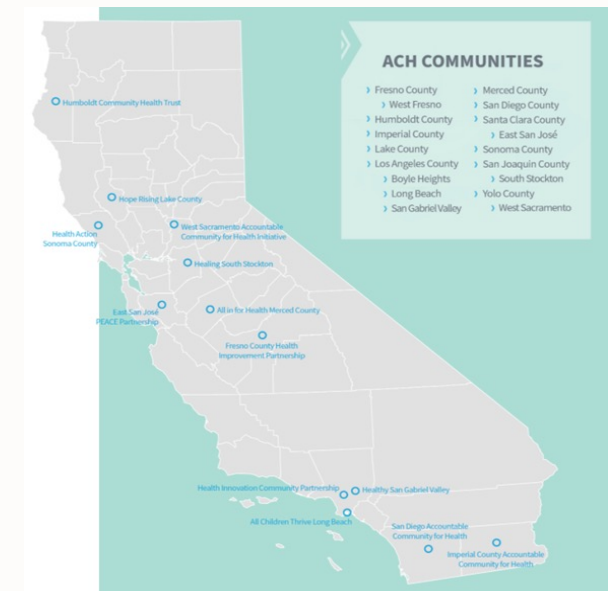 ACH COMMUNITIES
Fresno County
West Fresno
Humboldt County
Imperial County
Lake County
Los Angeles County
Boyle Heights
Long Beach
San Gabriel Valley
Merced County
San Diego County
Santa Clara County
East San José
Sonoma County
San Joaquin County
South Stockton
Yolo County
West Sacramento
Humboldt Community Health Trust
Hope Rising Lake County
Health Action
Sonoma County
West Sacramento Accountable
Community for Health Initiative
Healing South Stockton
East San José
PEACE Partnership
All in for Health Merced County
Fresno County Health
Improvement Partnership
Health Innovation Community Partnership
Healthy San Gabriel Valley
All Children Thrive Long Beach
San Diego Accountable
Community for Health
Imperial County Accountable
Community for Health